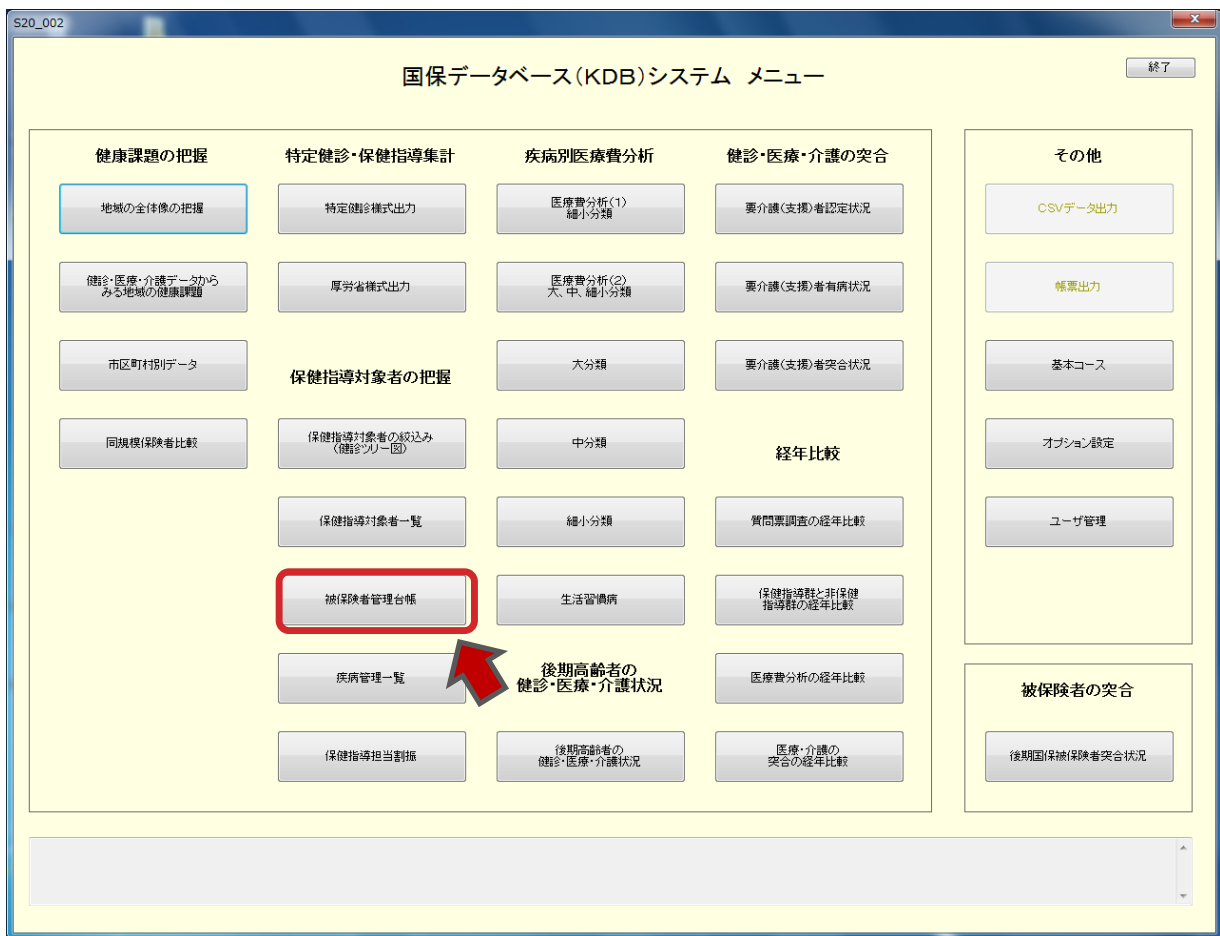 S20_002
国保データベース(KDB)システム メニュー
終了
健康課題の把握
地域の全体像の把握
健診・医療・介護データから
みる地域の健康課題
市区町村別データ
同規模保険者比較
特定健診・保健指導集計
特定健診様式出力
厚労省様式出力
保健指導対象者の把握
保健指導対象者の絞込み
(健診ツリー図)
保健指導対象者一覧
被保険者管理台帳
疾病管理一覧
保健指導担当割振
疾病別医療費分析
医療費分析(1)
細小分類
医療費分析(2)
大、中、細小分類
大分類
中分類
細小分類
生活習慣病
後期高齢者の
健診・医療・介護状況
後期高齢者の
健診・医療・介護状況
健診・医療・介護の突合
要介護(支援)者認定状況
要介護(支援)者有病状況
要介護(支援)者突合状況
経年比較
質問票調査の経年比較
保健指導群と非保健
指導群の経年比較
医療費分析の経年比較
医療・介護の
突合の経年比較
その他
CSVデータ出力
帳票出力
基本コース
オプション設定
ユーザ管理
被保険者の突合
後期国保被保険者突合状況